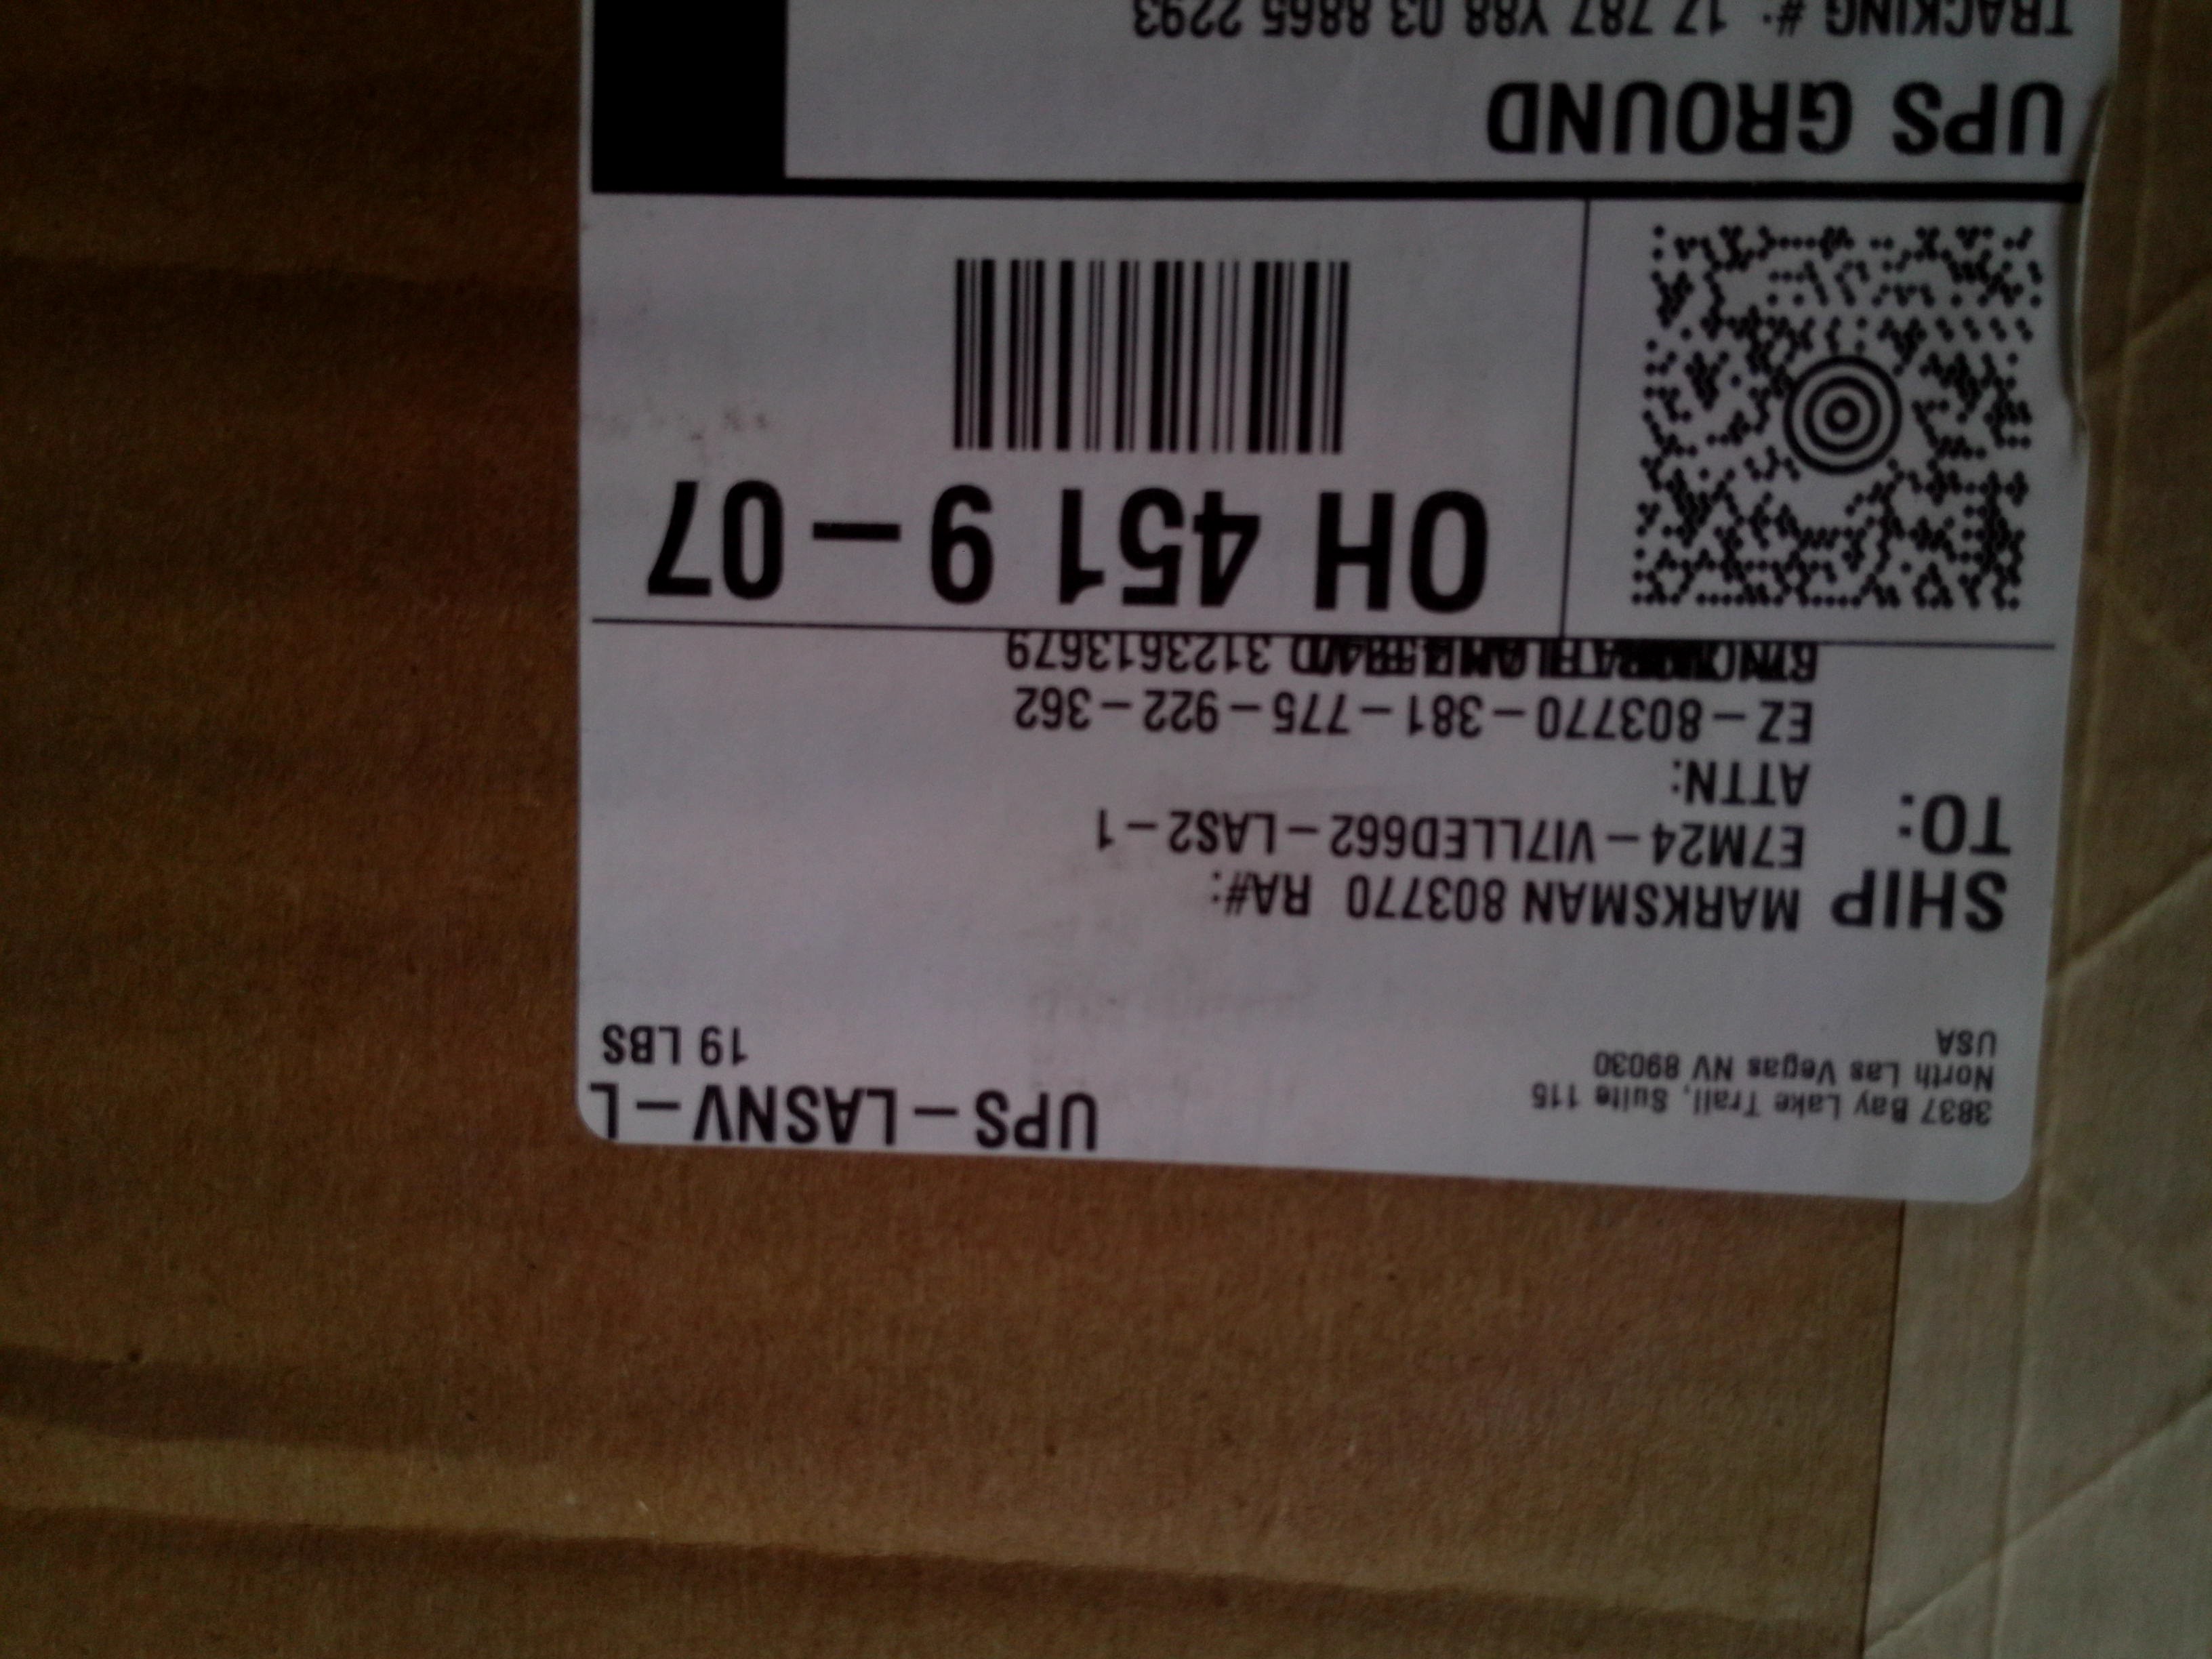 UPS-LASNV-L
19 LBS
3837 Bay Lake Trail, Suite 115
North Las Vegas NV 89030
USA
SHIP
TO:
MARKSMAN 803770 RA#:
E7M24-VI7LLED662-LAS2-1
ATTN:
EZ-803770-381-775-922-362
3123613679
OH 451 9-07
UPS GROUND
TRACKING #: 1Z 787 Y88 03 8865 2293